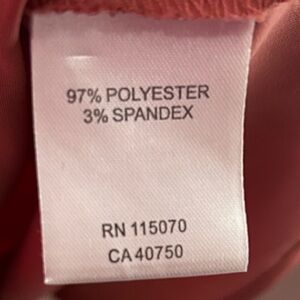 97% POLYESTER
3% SPANDEX
RN 115070
CA 40750